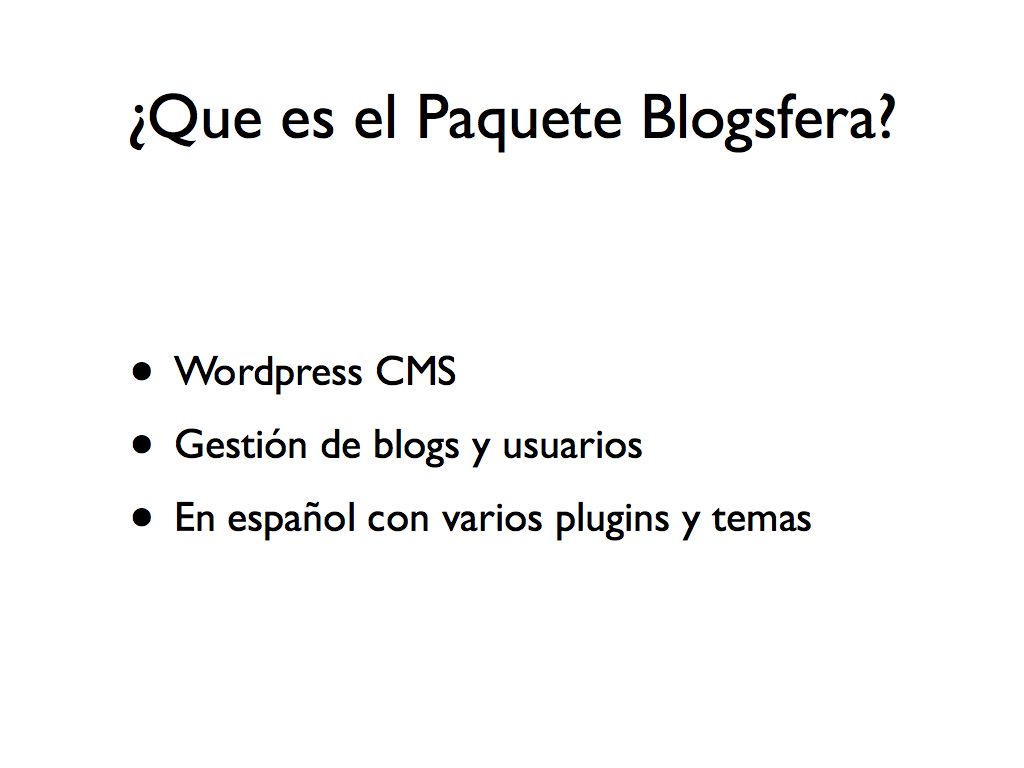 ¿Que es el Paquete Blogsfera?
• Wordpress CMS
• Gestión de blogs y usuarios
• En español con varios plugins y temas